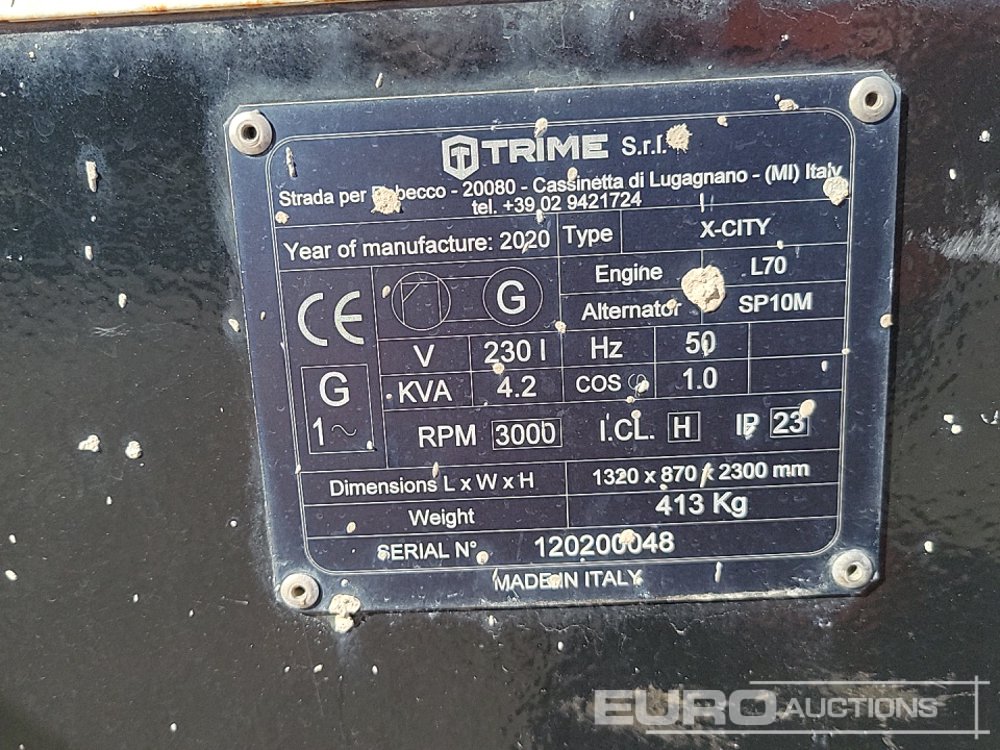 TRIME S.r.l.
Strada per - 20080 - Cassinetta di Lugagnano - (MI) Italy
tel. +39 02 9421724
Year of manufacture: 2020 Type X-CITY
Engine L70
Alternator SP10M
CE
G
V 230 I Hz 50
KVA 4.2 COS φ 1.0
G
1~
RPM 3000 I.CL. H IP 23
Dimensions L x W x H 1320 x 870 x 2300 mm
Weight 413 Kg
SERIAL N° 120200048
MADE IN ITALY
EURO AUCTIONS